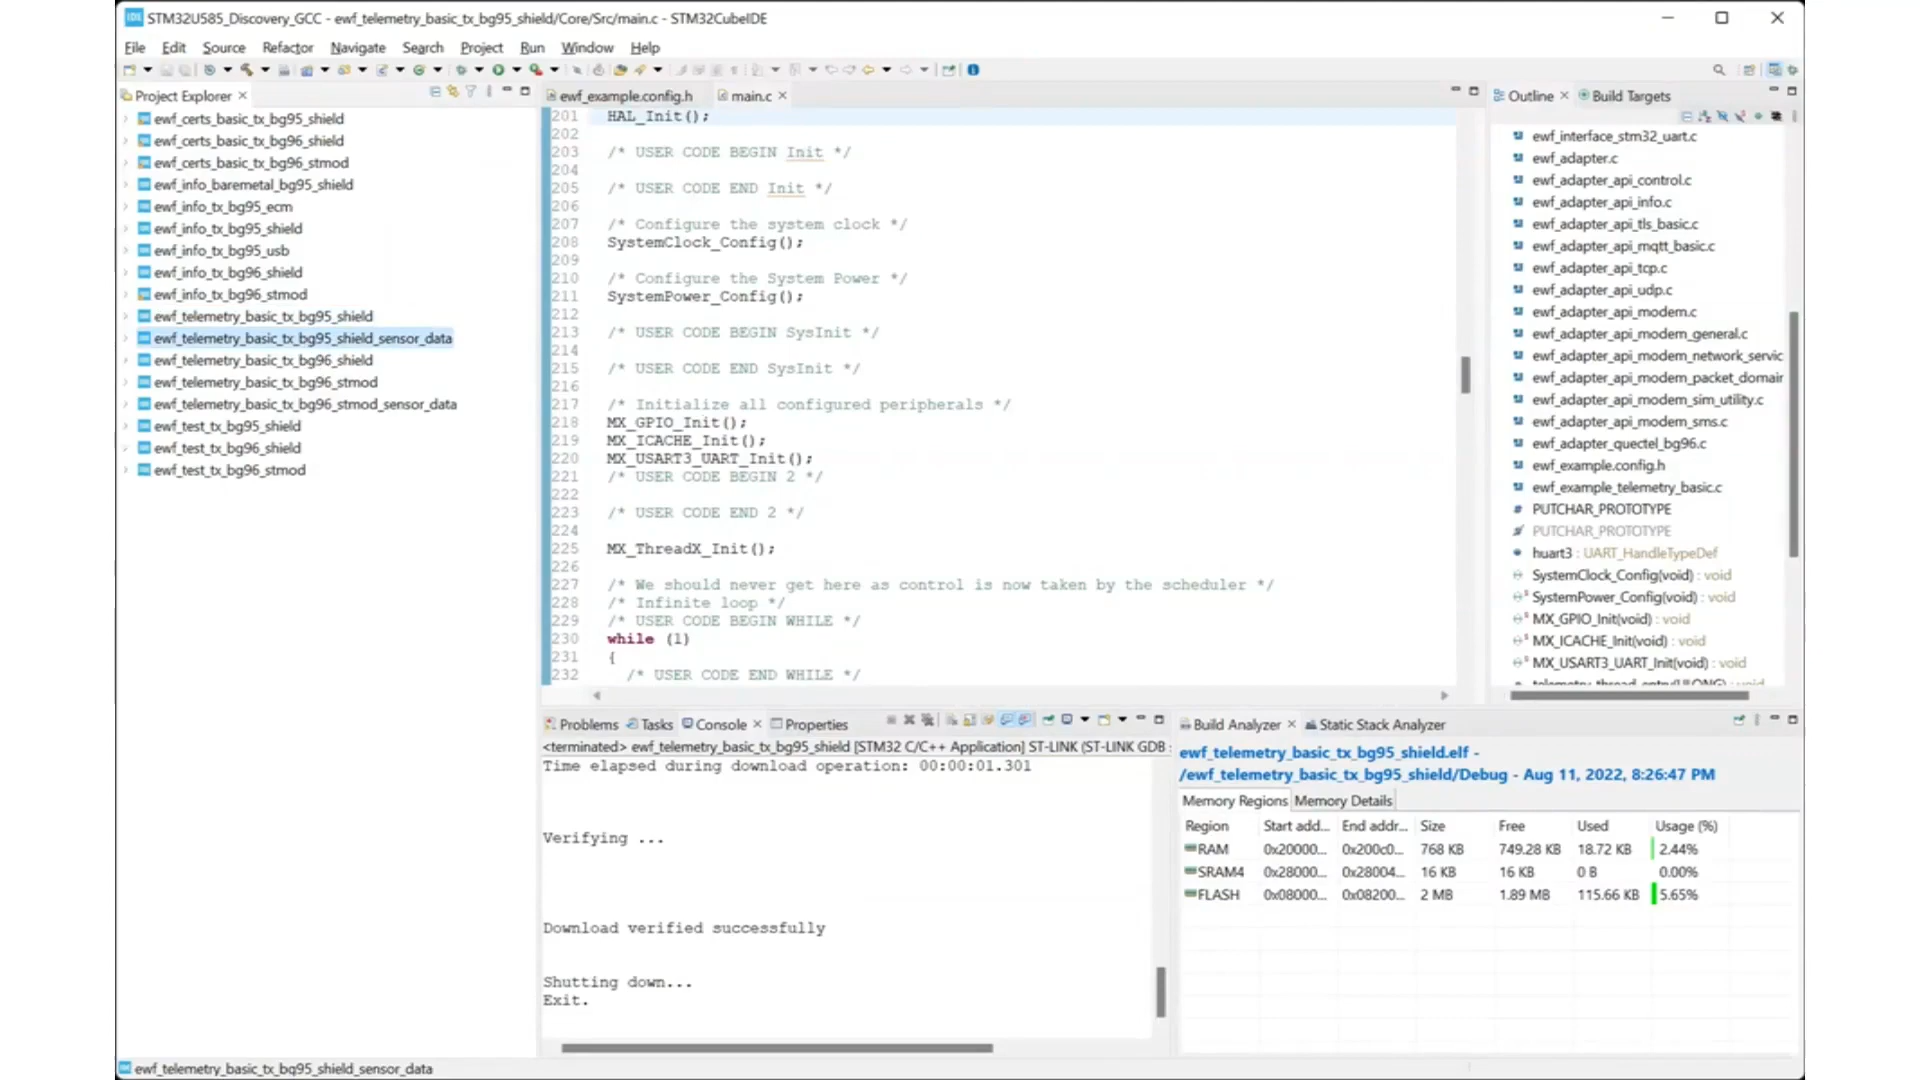 IDE STM32U585_Discovery_GCC - ewf_telemetry_basic_tx_bg95_shield/Core/Src/main.c - STM32CubeIDE
File Edit Source Refactor Navigate Search Project Run Window Help
Project Explorer
ewf_certs_basic_tx_bg95_shield
ewf_certs_basic_tx_bg96_shield
ewf_certs_basic_tx_bg96_stmod
ewf_info_baremetal_bg95_shield
ewf_info_tx_bg95_ecm
ewf_info_tx_bg95_shield
ewf_info_tx_bg95_usb
ewf_info_tx_bg96_shield
ewf_info_tx_bg96_stmod
ewf_telemetry_basic_tx_bg95_shield
ewf_telemetry_basic_tx_bg95_shield_sensor_data
ewf_telemetry_basic_tx_bg96_shield
ewf_telemetry_basic_tx_bg96_stmod
ewf_telemetry_basic_tx_bg96_stmod_sensor_data
ewf_test_tx_bg95_shield
ewf_test_tx_bg96_shield
ewf_test_tx_bg96_stmod
ewf_example.config.h main.c
201 HAL_Init();
202
203 /* USER CODE BEGIN Init */
204
205 /* USER CODE END Init */
206
207 /* Configure the system clock */
208 SystemClock_Config();
209
210 /* Configure the System Power */
211 SystemPower_Config();
212
213 /* USER CODE BEGIN SysInit */
214
215 /* USER CODE END SysInit */
216
217 /* Initialize all configured peripherals */
218 MX_GPIO_Init();
219 MX_ICACHE_Init();
220 MX_USART3_UART_Init();
221 /* USER CODE BEGIN 2 */
222
223 /* USER CODE END 2 */
224
225 MX_ThreadX_Init();
226
227 /* We should never get here as control is now taken by the scheduler */
228 /* Infinite loop */
229 /* USER CODE BEGIN WHILE */
230 while (1)
231 {
232 /* USER CODE END WHILE */
Outline Build Targets
ewf_interface_stm32_uart.c
ewf_adapter.c
ewf_adapter_api_control.c
ewf_adapter_api_info.c
ewf_adapter_api_tls_basic.c
ewf_adapter_api_mqtt_basic.c
ewf_adapter_api_tcp.c
ewf_adapter_api_udp.c
ewf_adapter_api_modem.c
ewf_adapter_api_modem_general.c
ewf_adapter_api_modem_network_servic
ewf_adapter_api_modem_packet_domain
ewf_adapter_api_modem_sim_utility.c
ewf_adapter_api_modem_sms.c
ewf_adapter_quectel_bg96.c
ewf_example.config.h
ewf_example_telemetry_basic.c
PUTCHAR_PROTOTYPE
PUTCHAR_PROTOTYPE
huart3 : UART_HandleTypeDef
SystemClock_Config(void) : void
SystemPower_Config(void) : void
MX_GPIO_Init(void) : void
MX_ICACHE_Init(void) : void
MX_USART3_UART_Init(void) : void
telemetry_thread_entry(ULONG) : void
Problems Tasks Console Properties
<terminated> ewf_telemetry_basic_tx_bg95_shield [STM32 C/C++ Application] ST-LINK (ST-LINK GDB
Time elapsed during download operation: 00:00:01.301
Verifying ...
Download verified successfully
Shutting down...
Exit.
Build Analyzer Static Stack Analyzer
ewf_telemetry_basic_tx_bg95_shield.elf -
/ewf_telemetry_basic_tx_bg95_shield/Debug - Aug 11, 2022, 8:26:47 PM
Memory Regions Memory Details
Region Start add... End addr... Size Free Used Usage (%)
RAM 0x20000... 0x200c0... 768 KB 749.28 KB 18.72 KB 2.44%
SRAM4 0x28000... 0x28004... 16 KB 16 KB 0 B 0.00%
FLASH 0x08000... 0x08200... 2 MB 1.89 MB 115.66 KB 5.65%
ewf_telemetry_basic_tx_bg95_shield_sensor_data